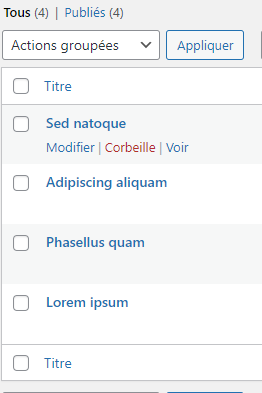 Tous (4) | Publiés (4)
Actions groupées Appliquer
Titre
Sed natoque
Modifier | Corbeille | Voir
Adipiscing aliquam
Phasellus quam
Lorem ipsum
Titre